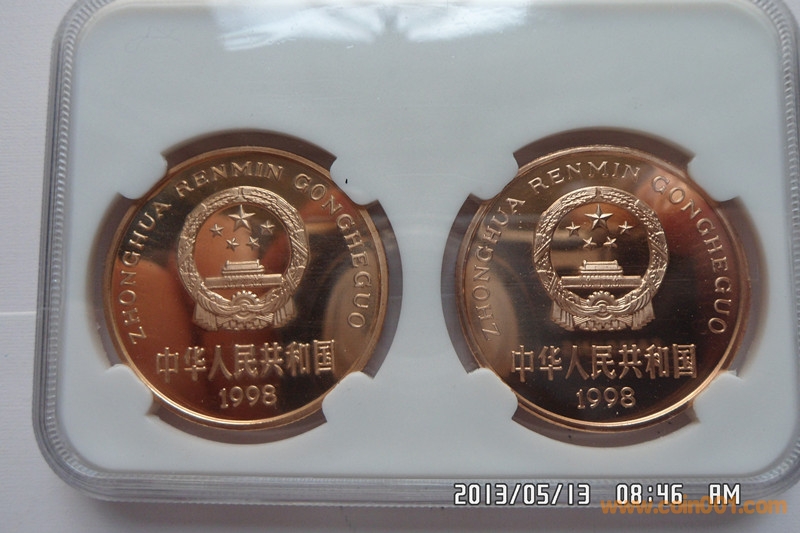 ZHONGHUA RENMIN GONGHEGUO
中华人民共和国
1998
ZHONGHUA RENMIN GONGHEGUO
中华人民共和国
1998
2013/05/13 08:46 AM
www.coin001.com